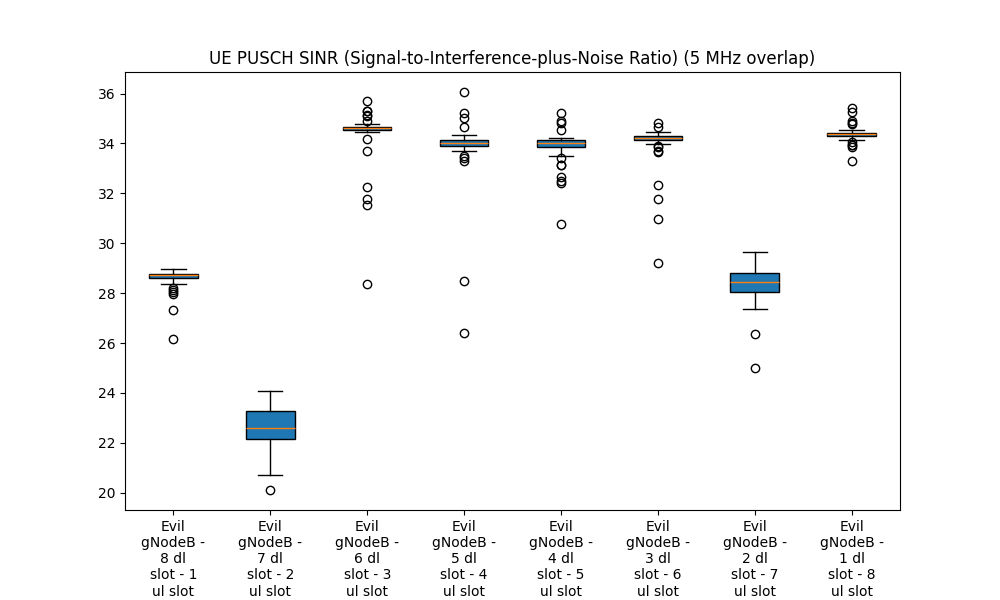 UE PUSCH SINR (Signal-to-Interference-plus-Noise Ratio) (5 MHz overlap)
36
34
32
30
28
26
24
22
20
Evil
gNodeB -
8 dl
slot - 1
ul slot
Evil
gNodeB -
7 dl
slot - 2
ul slot
Evil
gNodeB -
6 dl
slot - 3
ul slot
Evil
gNodeB -
5 dl
slot - 4
ul slot
Evil
gNodeB -
4 dl
slot - 5
ul slot
Evil
gNodeB -
3 dl
slot - 6
ul slot
Evil
gNodeB -
2 dl
slot - 7
ul slot
Evil
gNodeB -
1 dl
slot - 8
ul slot